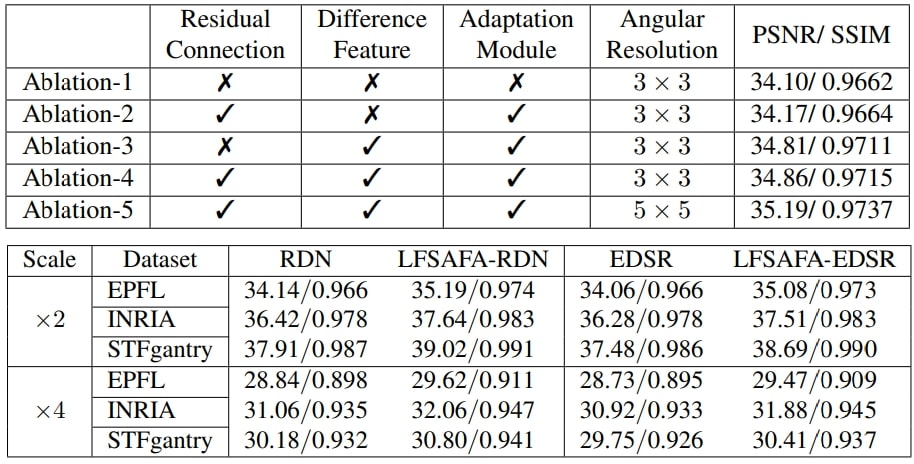 Residual Connection Difference Feature Adaptation Module Angular Resolution PSNR/ SSIM
Ablation-1 ✗ ✗ ✗ 3 × 3 34.10/ 0.9662
Ablation-2 ✓ ✗ ✓ 3 × 3 34.17/ 0.9664
Ablation-3 ✗ ✓ ✓ 3 × 3 34.81/ 0.9711
Ablation-4 ✓ ✓ ✓ 3 × 3 34.86/ 0.9715
Ablation-5 ✓ ✓ ✓ 5 × 5 35.19/ 0.9737
Scale Dataset RDN LFSAFA-RDN EDSR LFSAFA-EDSR
×2 EPFL 34.14/0.966 35.19/0.974 34.06/0.966 35.08/0.973
INRIA 36.42/0.978 37.64/0.983 36.28/0.978 37.51/0.983
STFgantry 37.91/0.987 39.02/0.991 37.48/0.986 38.69/0.990
×4 EPFL 28.84/0.898 29.62/0.911 28.73/0.895 29.47/0.909
INRIA 31.06/0.935 32.06/0.947 30.92/0.933 31.88/0.945
STFgantry 30.18/0.932 30.80/0.941 29.75/0.926 30.41/0.937